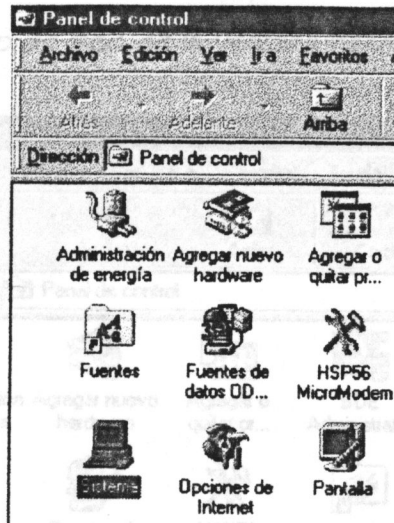 Panel de control
Archivo Edición Ver Ir a Favoritos
Atrás Adelante Arriba
Dirección Panel de control
Administración de energía
Agregar nuevo hardware
Agregar o quitar pr...
Fuentes
Fuentes de datos OD...
HSP56 MicroModem
Sistema
Opciones de Internet
Pantalla